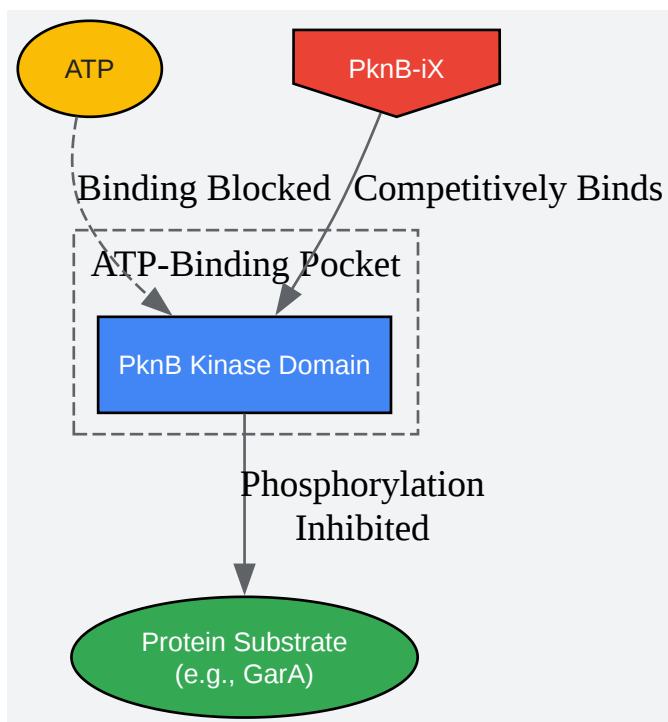 ATP
PknB-iX
Binding Blocked
Competitively Binds
ATP-Binding Pocket
PknB Kinase Domain
Phosphorylation
Inhibited
Protein Substrate
(e.g., GarA)